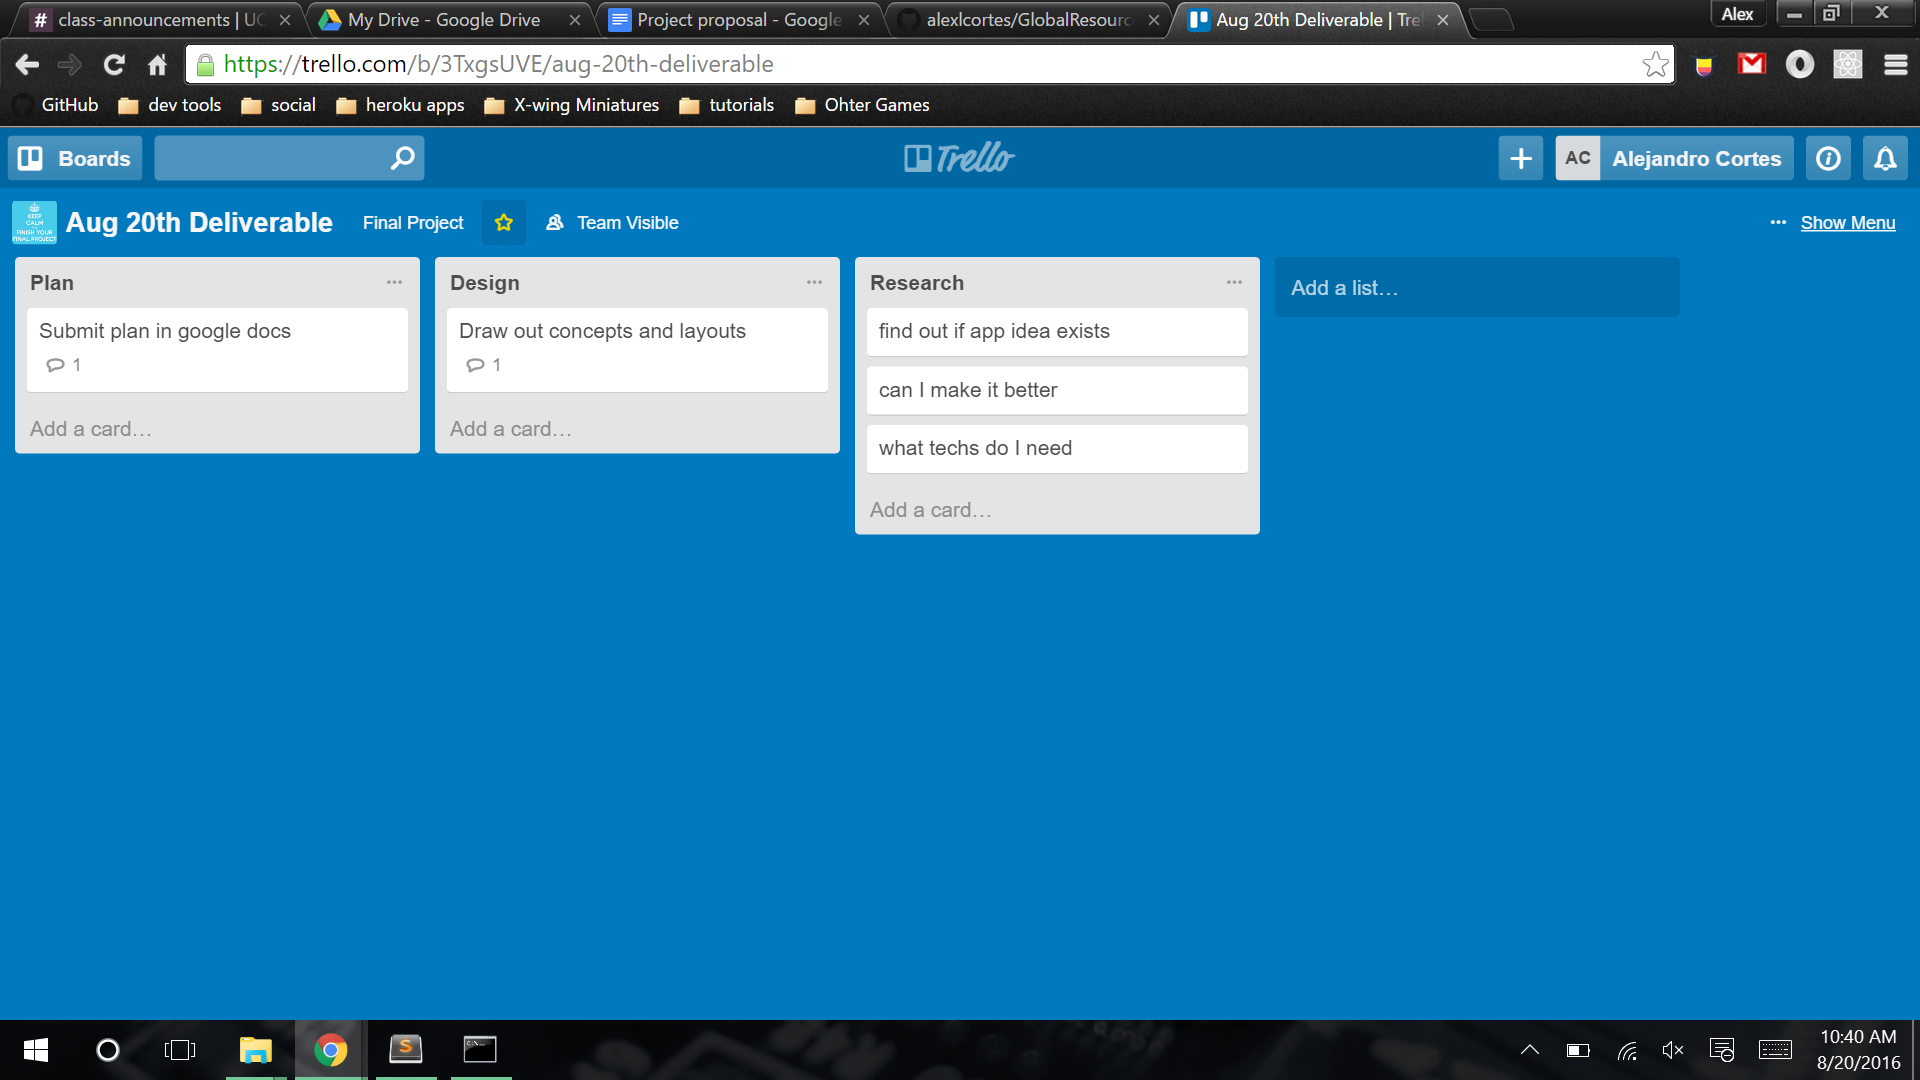 class-announcements | UC
My Drive - Google Drive
Project proposal - Google
alexlcortes/GlobalResourc
Aug 20th Deliverable | Trel
Alex
https://trello.com/b/3TxgsUVE/aug-20th-deliverable
GitHub
dev tools
social
heroku apps
X-wing Miniatures
tutorials
Ohter Games
Boards
Trello
AC
Alejandro Cortes
KEEP
CALM
FINISH YOUR
FINAL PROJECT
Aug 20th Deliverable
Final Project
Team Visible
Show Menu
Plan
Submit plan in google docs
1
Add a card…
Design
Draw out concepts and layouts
1
Add a card…
Research
find out if app idea exists
can I make it better
what techs do I need
Add a card…
Add a list…
10:40 AM
8/20/2016